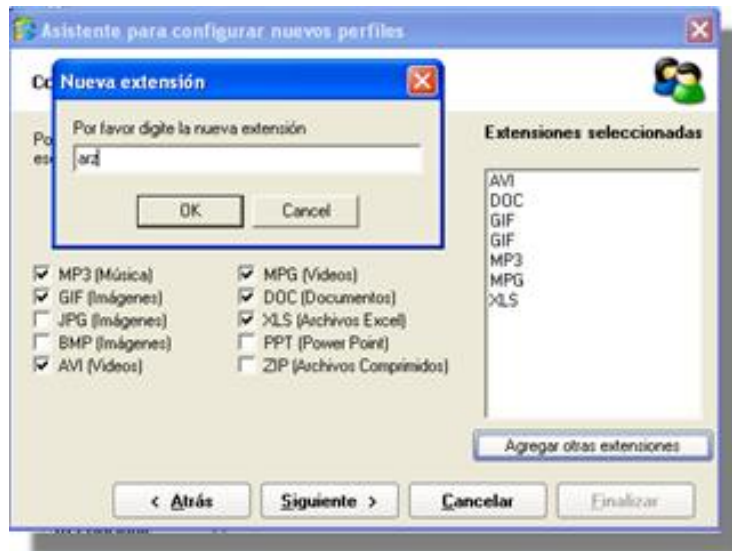 Asistente para configurar nuevos perfiles
Nueva extensión
Por favor digite la nueva extensión
arz
OK
Cancel
Extensiones seleccionadas
AVI
DOC
GIF
GIF
MP3
MPG
XLS
MP3 (Música)
GIF (Imágenes)
JPG (Imágenes)
BMP (Imágenes)
AVI (Videos)
MPG (Videos)
DOC (Documentos)
XLS (Archivos Excel)
PPT (Power Point)
ZIP (Archivos Comprimidos)
Agregar otras extensiones
< Atrás
Siguiente >
Cancelar
Finalizar